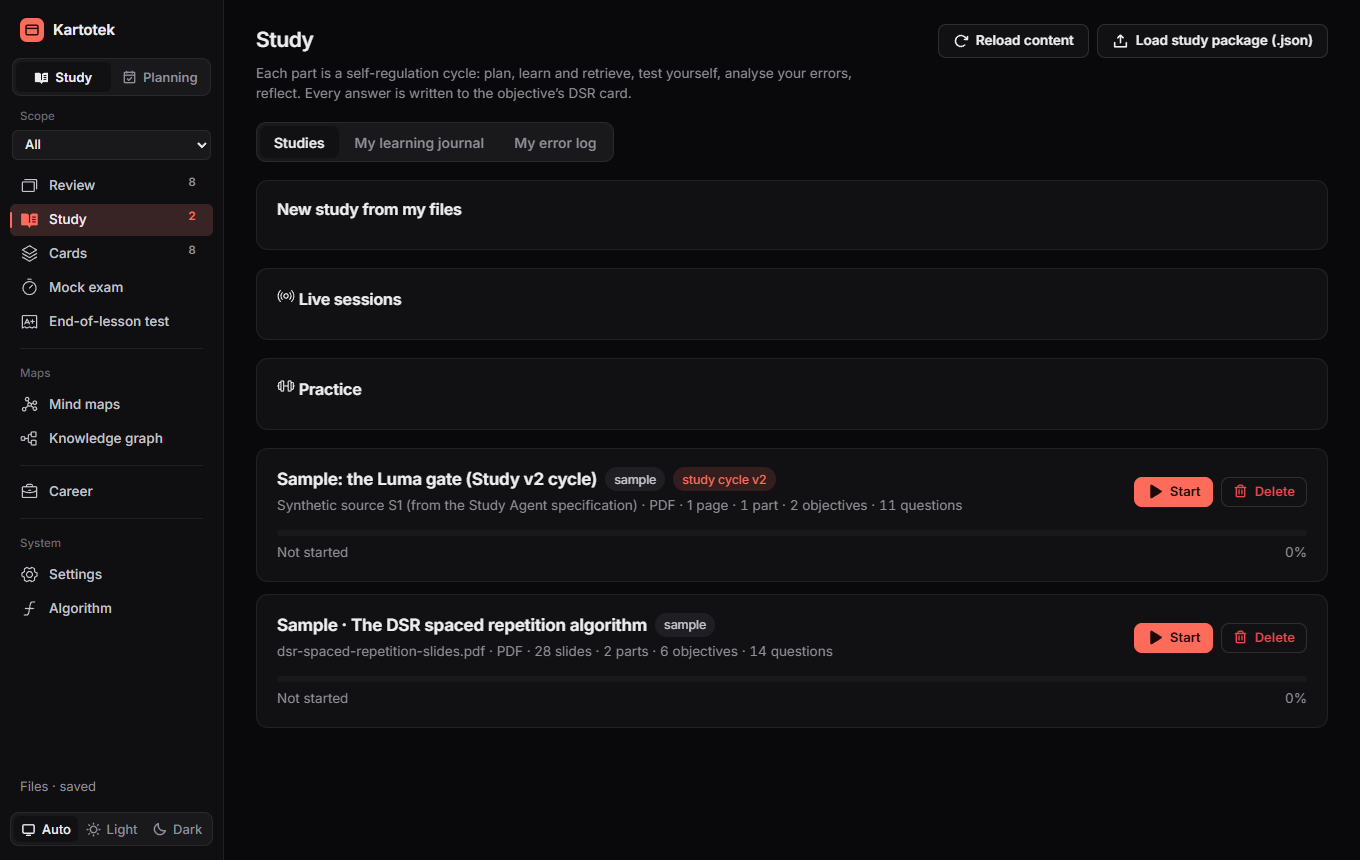 Kartotek
Study
Planning
Scope
All
Review 8
Study 2
Cards 8
Mock exam
End-of-lesson test
Maps
Mind maps
Knowledge graph
Career
System
Settings
Algorithm
Files · saved
Auto
Light
Dark
Study
Reload content
Load study package (.json)
Each part is a self-regulation cycle: plan, learn and retrieve, test yourself, analyse your errors,
reflect. Every answer is written to the objective’s DSR card.
Studies
My learning journal
My error log
New study from my files
Live sessions
Practice
Sample: the Luma gate (Study v2 cycle) sample study cycle v2
Synthetic source S1 (from the Study Agent specification) · PDF · 1 page · 1 part · 2 objectives · 11 questions
Start
Delete
Not started 0%
Sample · The DSR spaced repetition algorithm sample
dsr-spaced-repetition-slides.pdf · PDF · 28 slides · 2 parts · 6 objectives · 14 questions
Start
Delete
Not started 0%